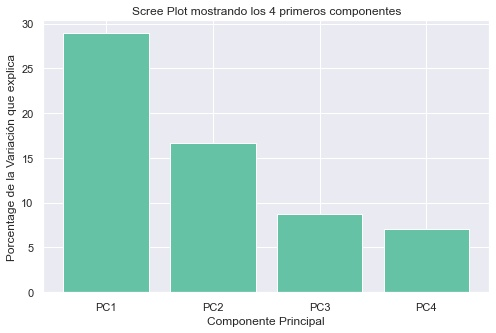 Scree Plot mostrando los 4 primeros componentes
Porcentage de la Variación que explica
30
25
20
15
10
5
0
PC1 PC2 PC3 PC4
Componente Principal